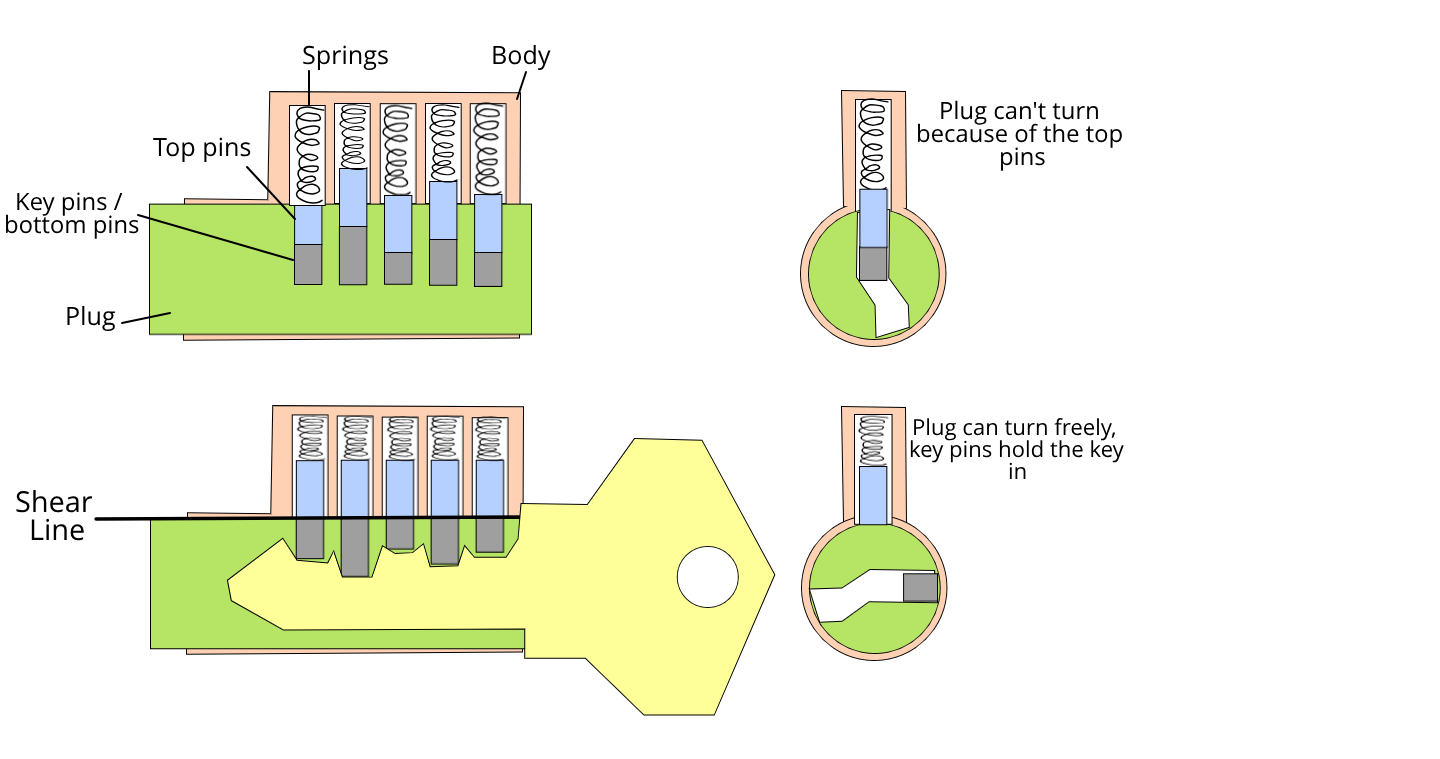 Springs
Body
Top pins
Key pins /
bottom pins
Plug
Plug can't turn
because of the top
pins
Shear
Line
Plug can turn freely,
key pins hold the key
in